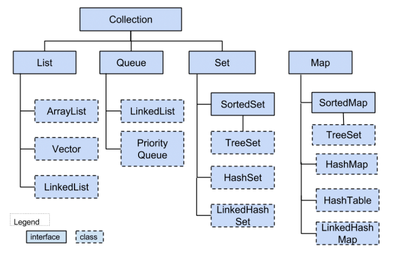 Collection
List
Queue
Set
Map
ArrayList
Vector
LinkedList
LinkedList
Priority
Queue
SortedSet
TreeSet
HashSet
LinkedHash
Set
SortedMap
TreeSet
HashMap
HashTable
LinkedHash
Map
Legend
interface
class